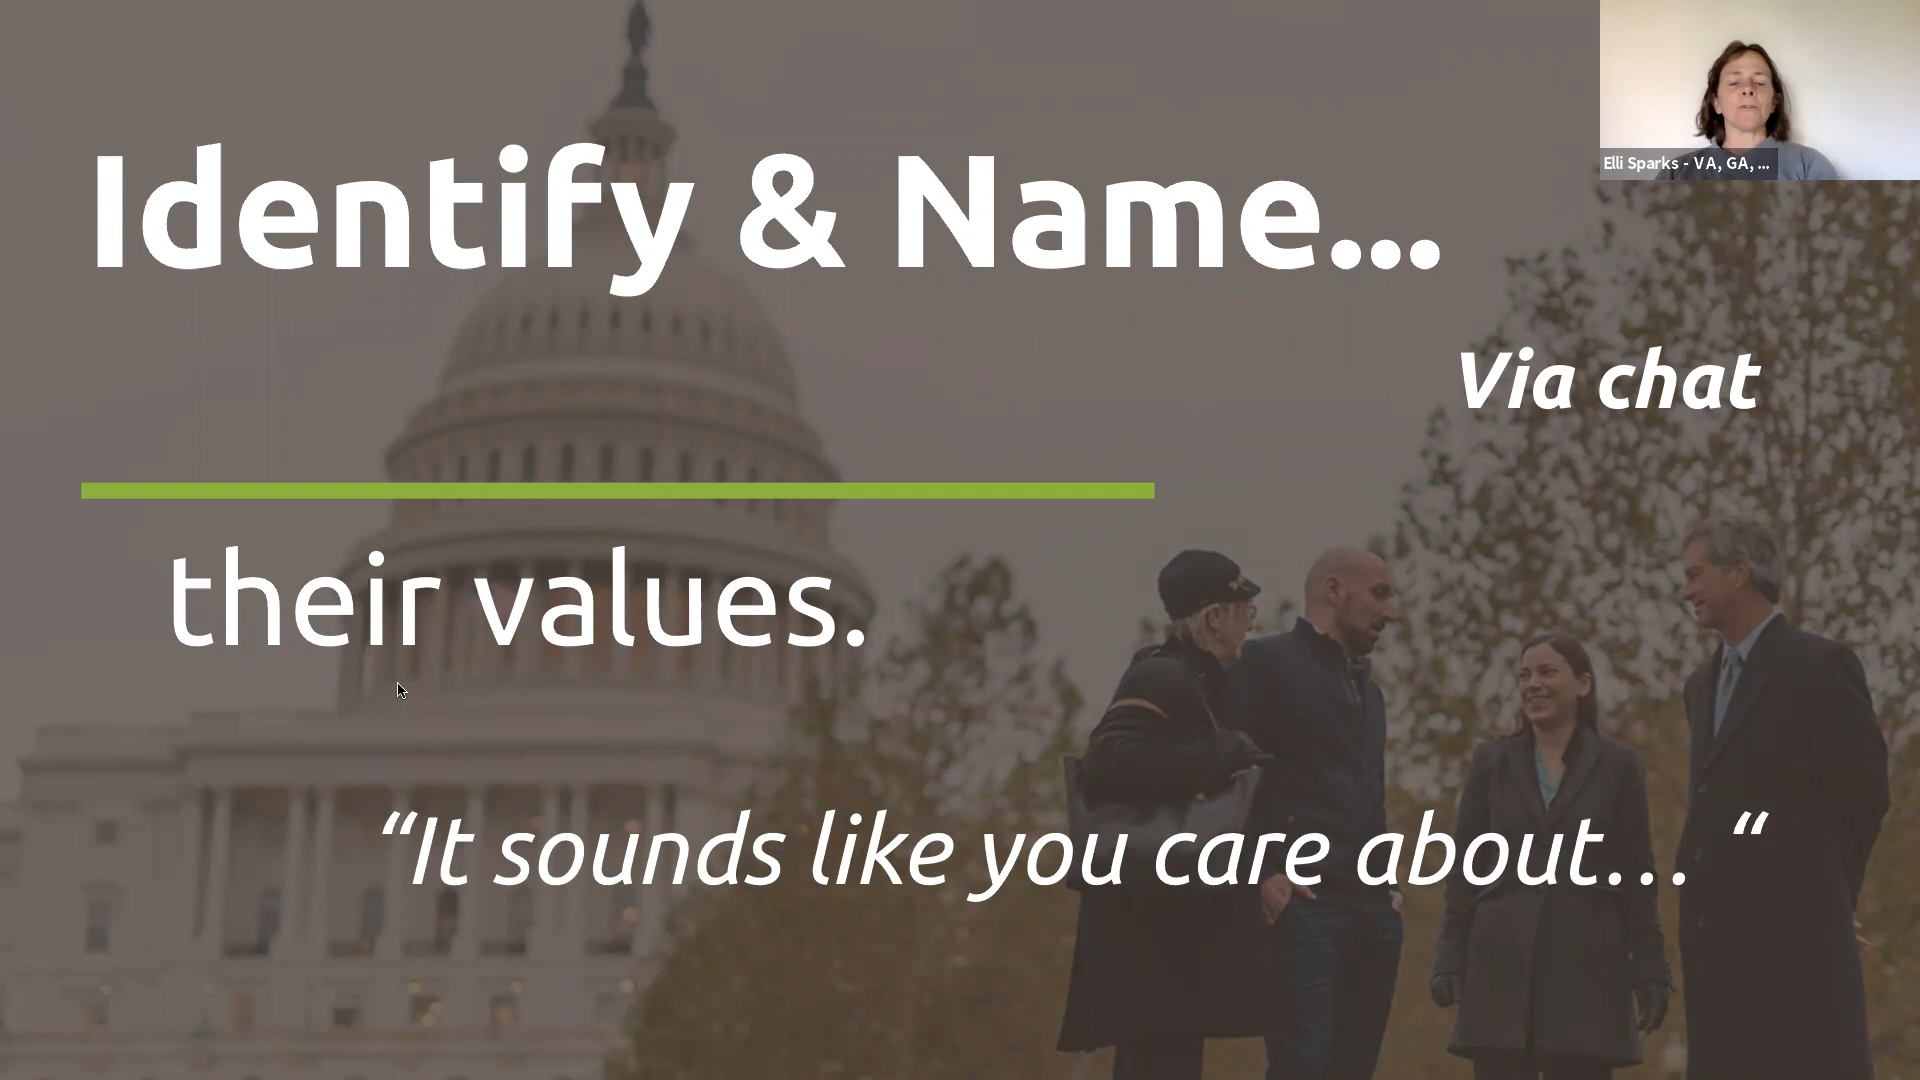 Identify & Name...
Elli Sparks - VA, GA, ...
Via chat
their values.
“It sounds like you care about… “